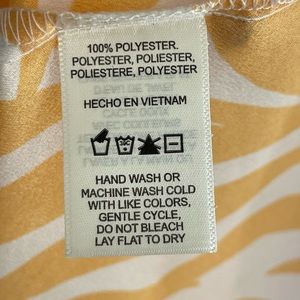 100% POLYESTER.
POLYESTER, POLIESTER,
POLIESTERE, POLYESTER
HECHO EN VIETNAM
HAND WASH OR
MACHINE WASH COLD
WITH LIKE COLORS,
GENTLE CYCLE,
DO NOT BLEACH
LAY FLAT TO DRY